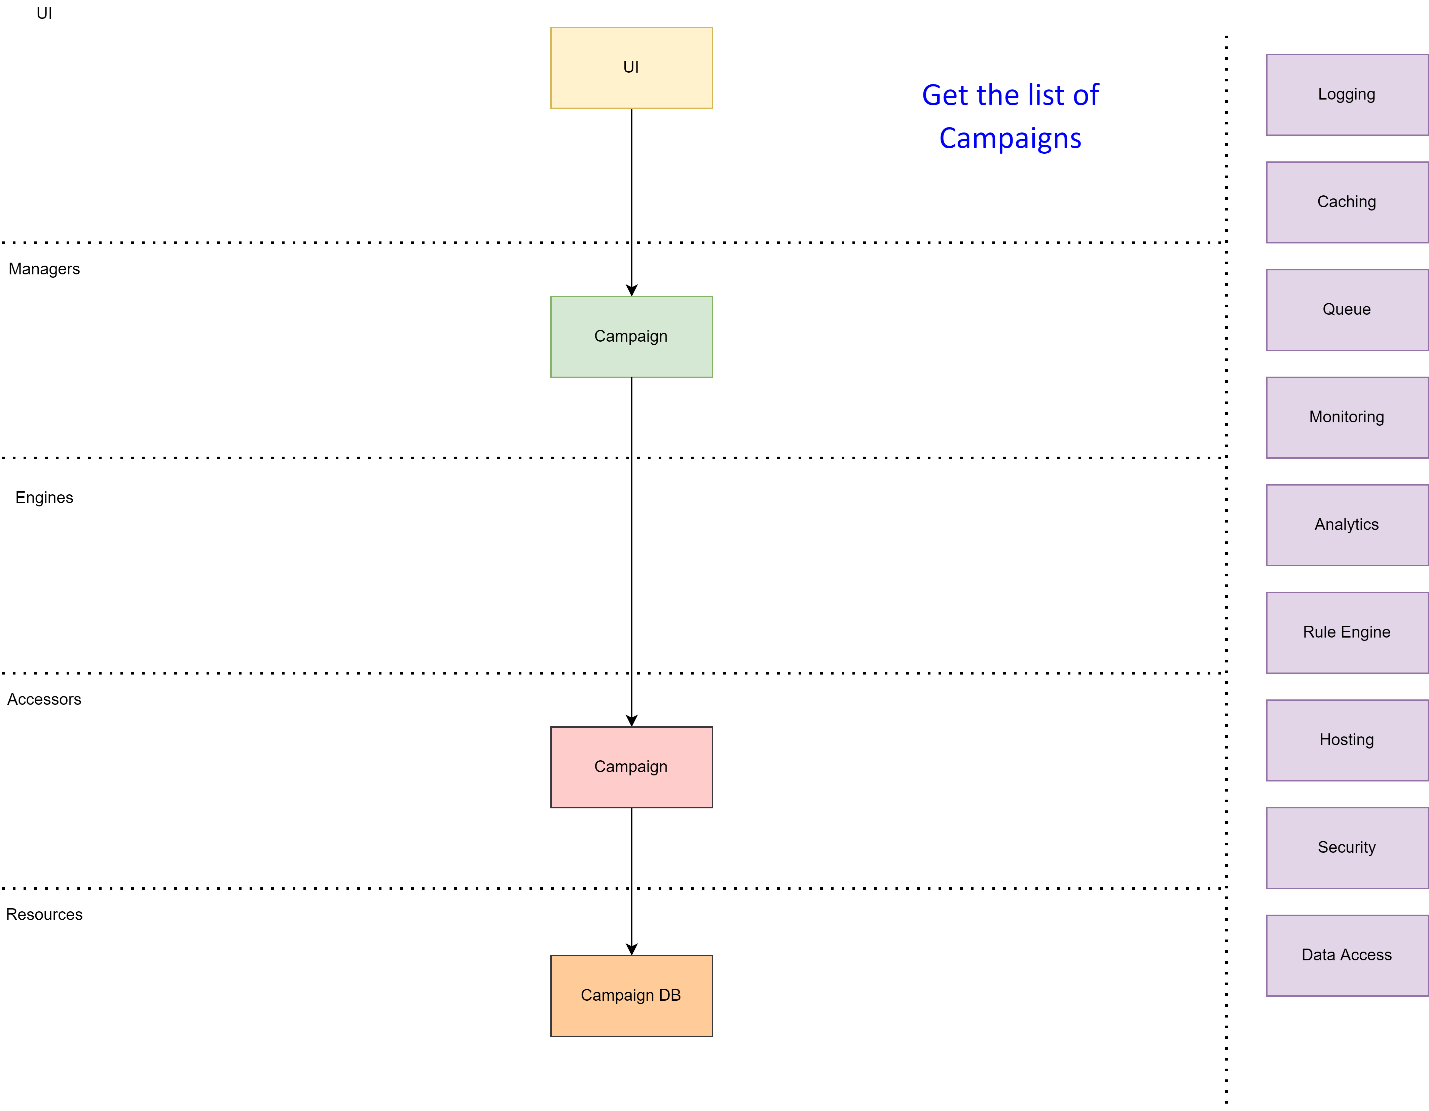 UI
UI
Get the list of
Campaigns
Managers
Campaign
Engines
Accessors
Campaign
Resources
Campaign DB
Logging
Caching
Queue
Monitoring
Analytics
Rule Engine
Hosting
Security
Data Access